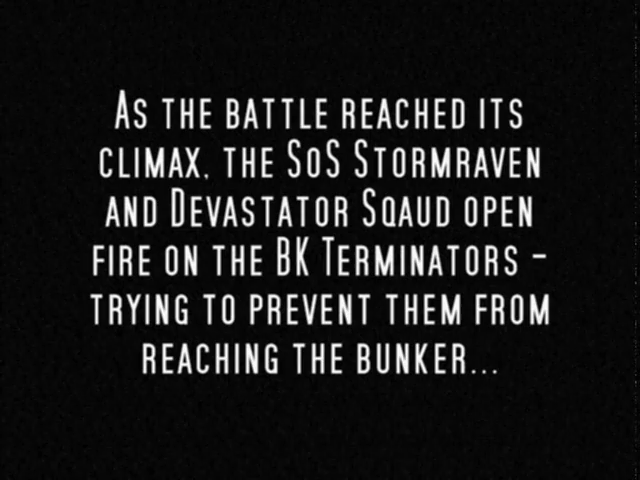 As the battle reached its
climax, the SoS Stormraven
and Devastator Sqaud open
fire on the BK Terminators -
trying to prevent them from
reaching the bunker...